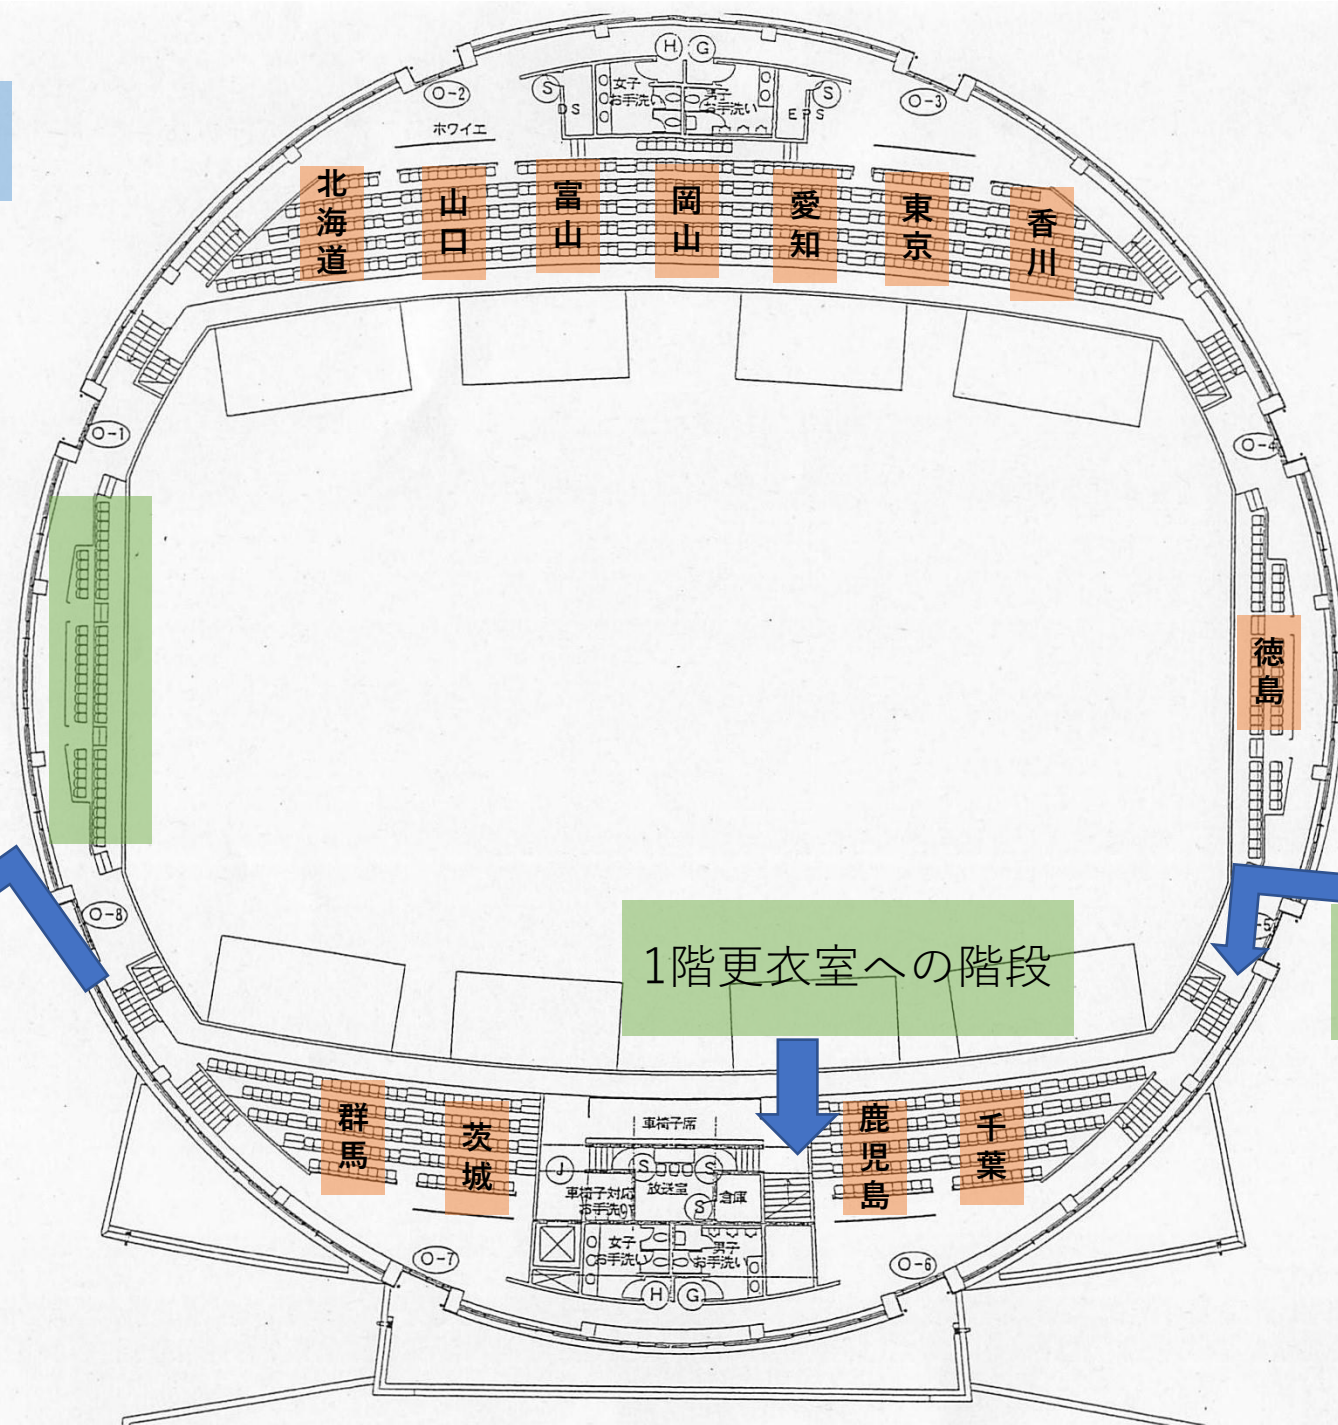 H G
O-2
S
女子
お手洗い
男子
お手洗い
S
O-3
DS
EPS
ホワイエ
北海道
山口
富山
岡山
愛知
東京
香川
O-1
O-4
徳島
O-8
1階更衣室への階段
群馬
茨城
鹿児島
千葉
車椅子席
J
S
S
車椅子対応
お手洗い
放送室
S
倉庫
女子
お手洗い
男子
お手洗い
O-7
O-6
H G